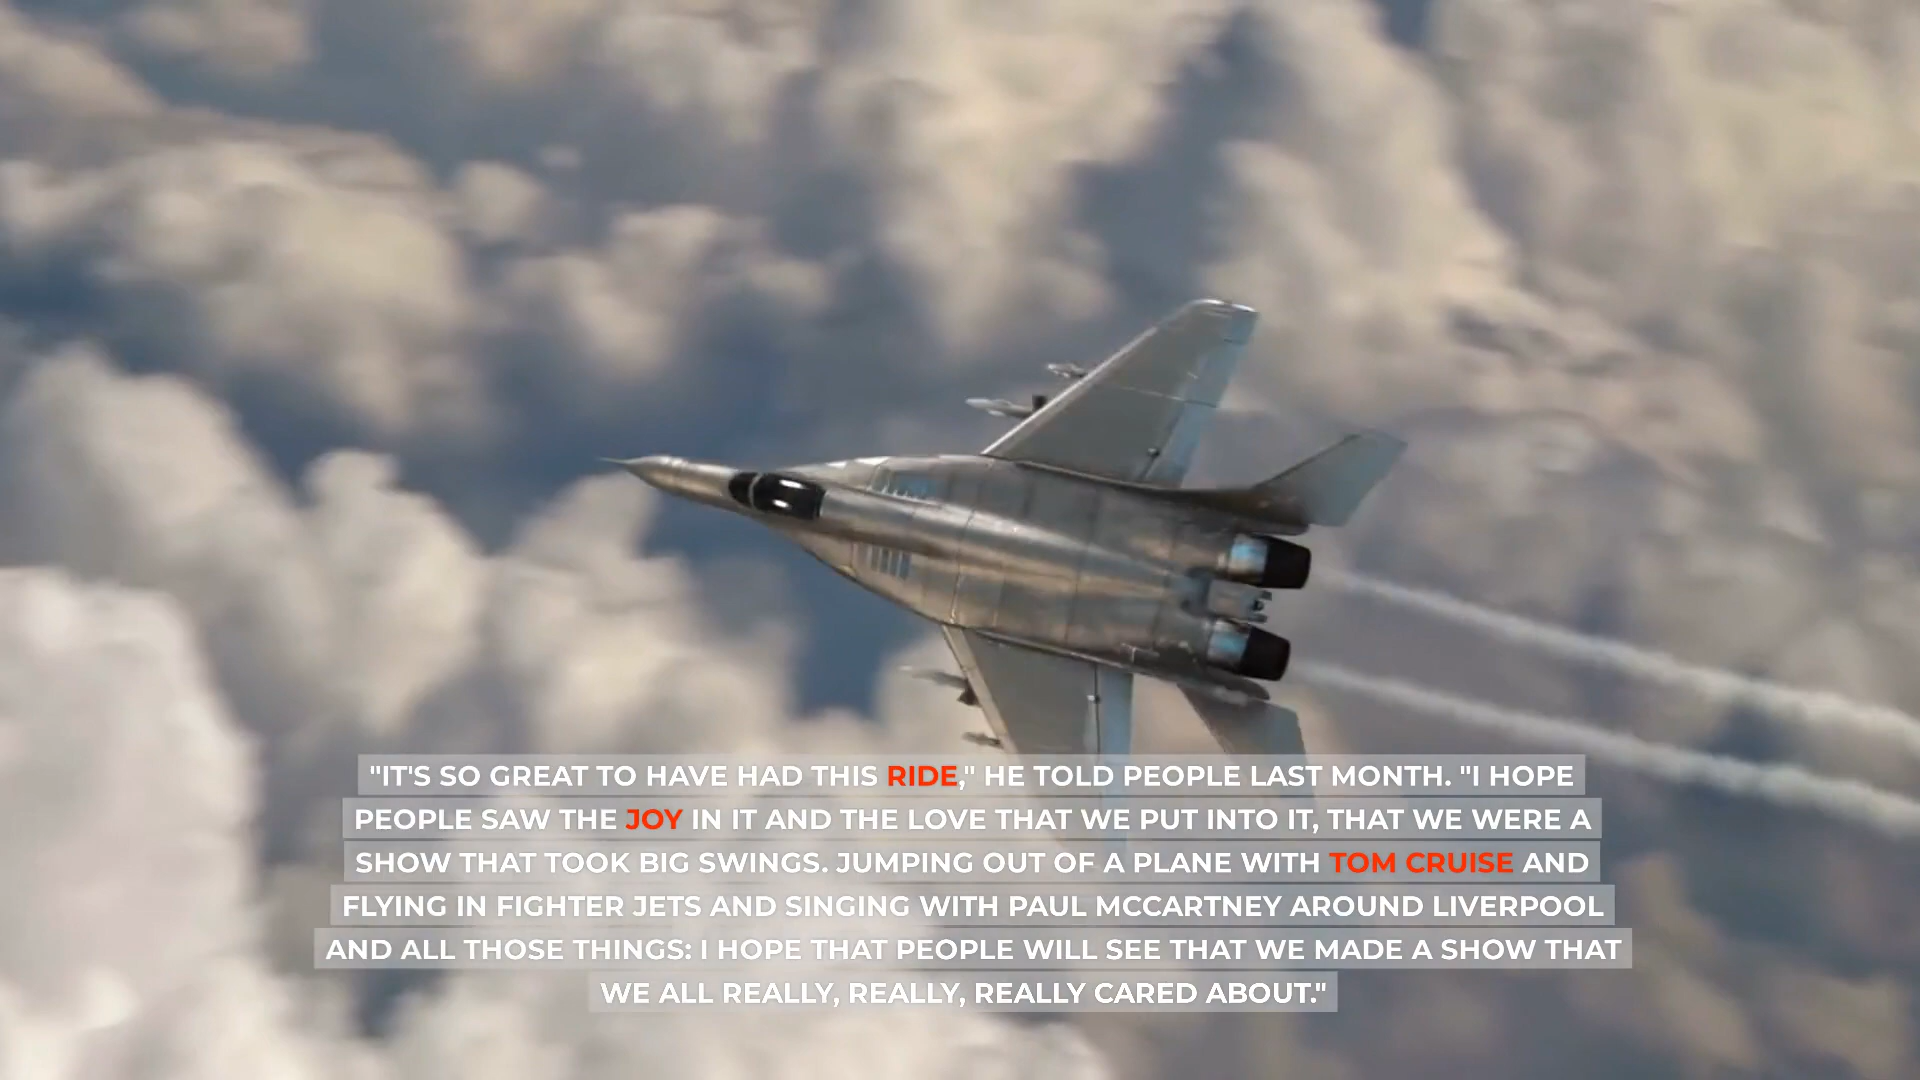 "IT'S SO GREAT TO HAVE HAD THIS RIDE," HE TOLD PEOPLE LAST MONTH. "I HOPE
PEOPLE SAW THE JOY IN IT AND THE LOVE THAT WE PUT INTO IT, THAT WE WERE A
SHOW THAT TOOK BIG SWINGS. JUMPING OUT OF A PLANE WITH TOM CRUISE AND
FLYING IN FIGHTER JETS AND SINGING WITH PAUL MCCARTNEY AROUND LIVERPOOL
AND ALL THOSE THINGS: I HOPE THAT PEOPLE WILL SEE THAT WE MADE A SHOW THAT
WE ALL REALLY, REALLY, REALLY CARED ABOUT."